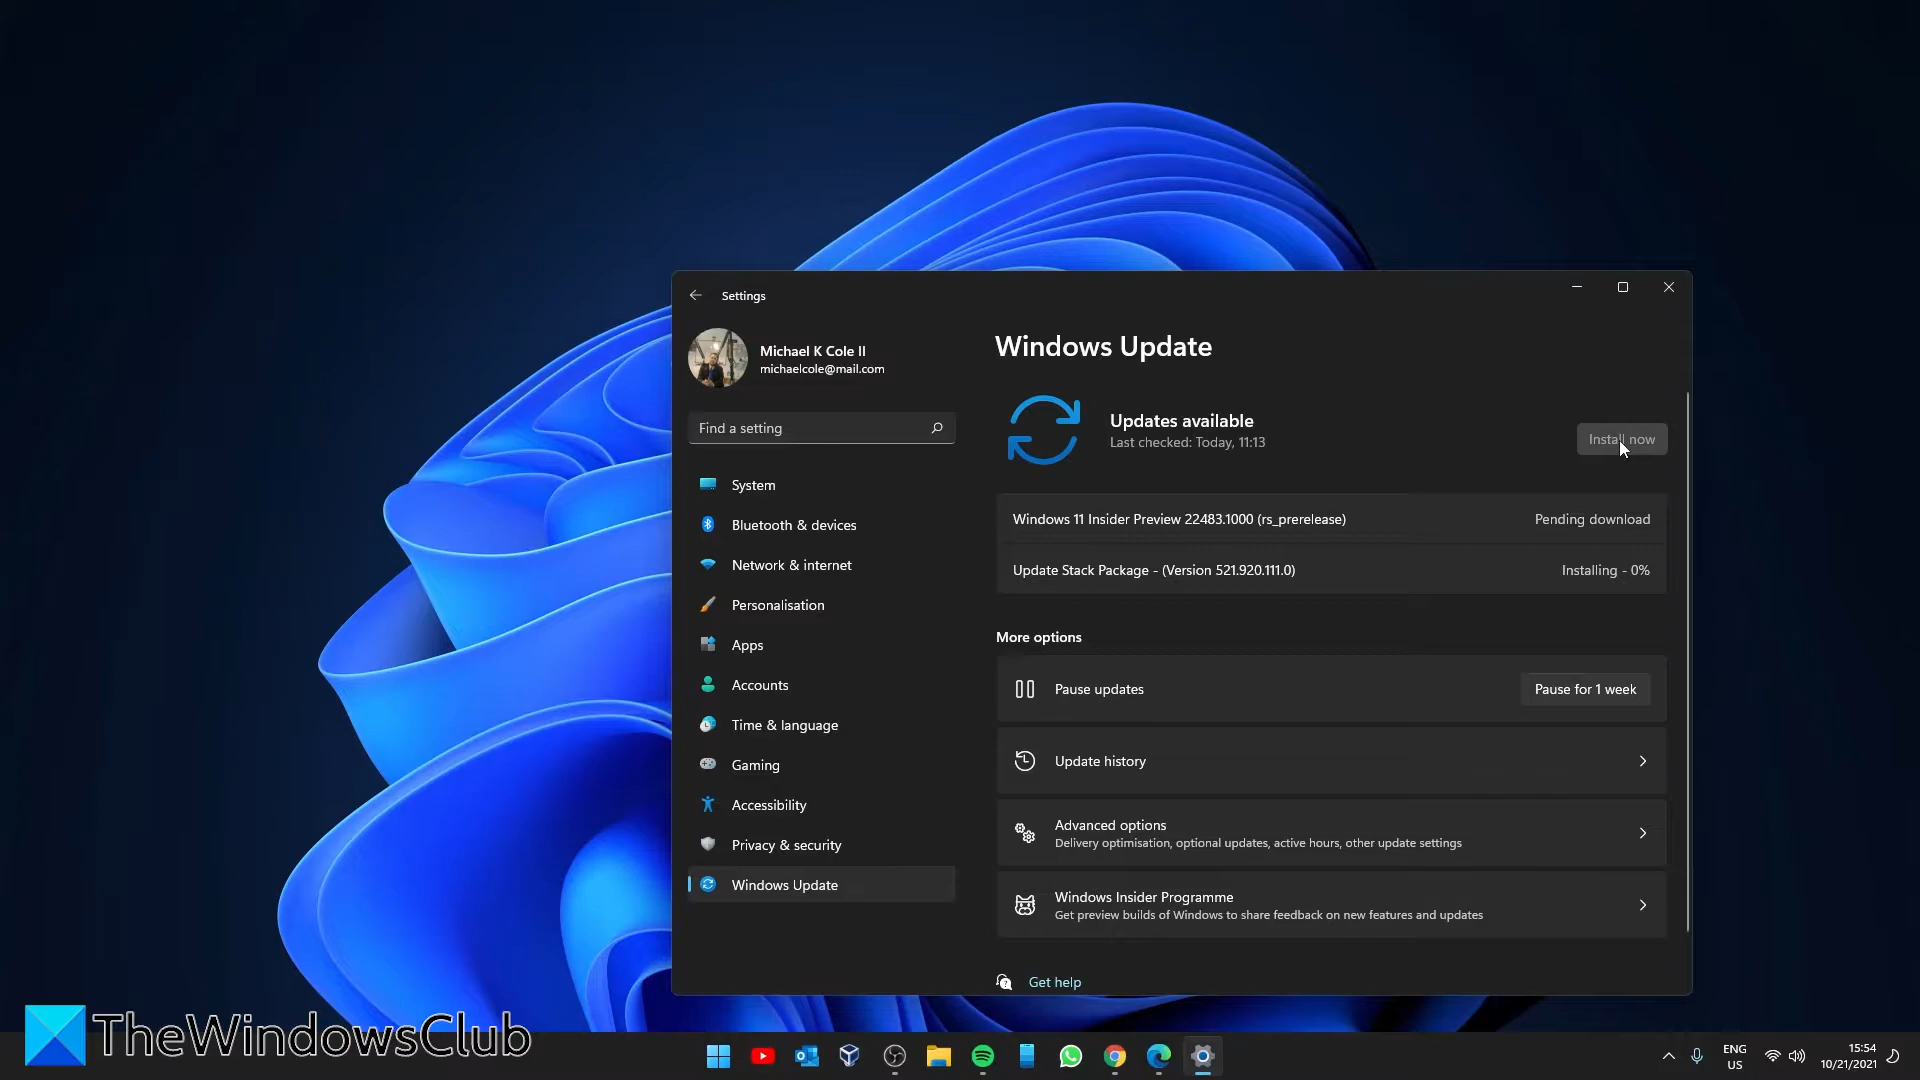 Settings
Michael K Cole II
michaelcole@mail.com
Find a setting
System
Bluetooth & devices
Network & internet
Personalisation
Apps
Accounts
Time & language
Gaming
Accessibility
Privacy & security
Windows Update
Windows Update
Updates available
Last checked: Today, 11:13
Install now
Windows 11 Insider Preview 22483.1000 (rs_prerelease)
Pending download
Update Stack Package - (Version 521.920.111.0)
Installing - 0%
More options
Pause updates
Pause for 1 week
Update history
Advanced options
Delivery optimisation, optional updates, active hours, other update settings
Windows Insider Programme
Get preview builds of Windows to share feedback on new features and updates
Get help
TheWindowsClub
ENG
US
15:54
10/21/2021